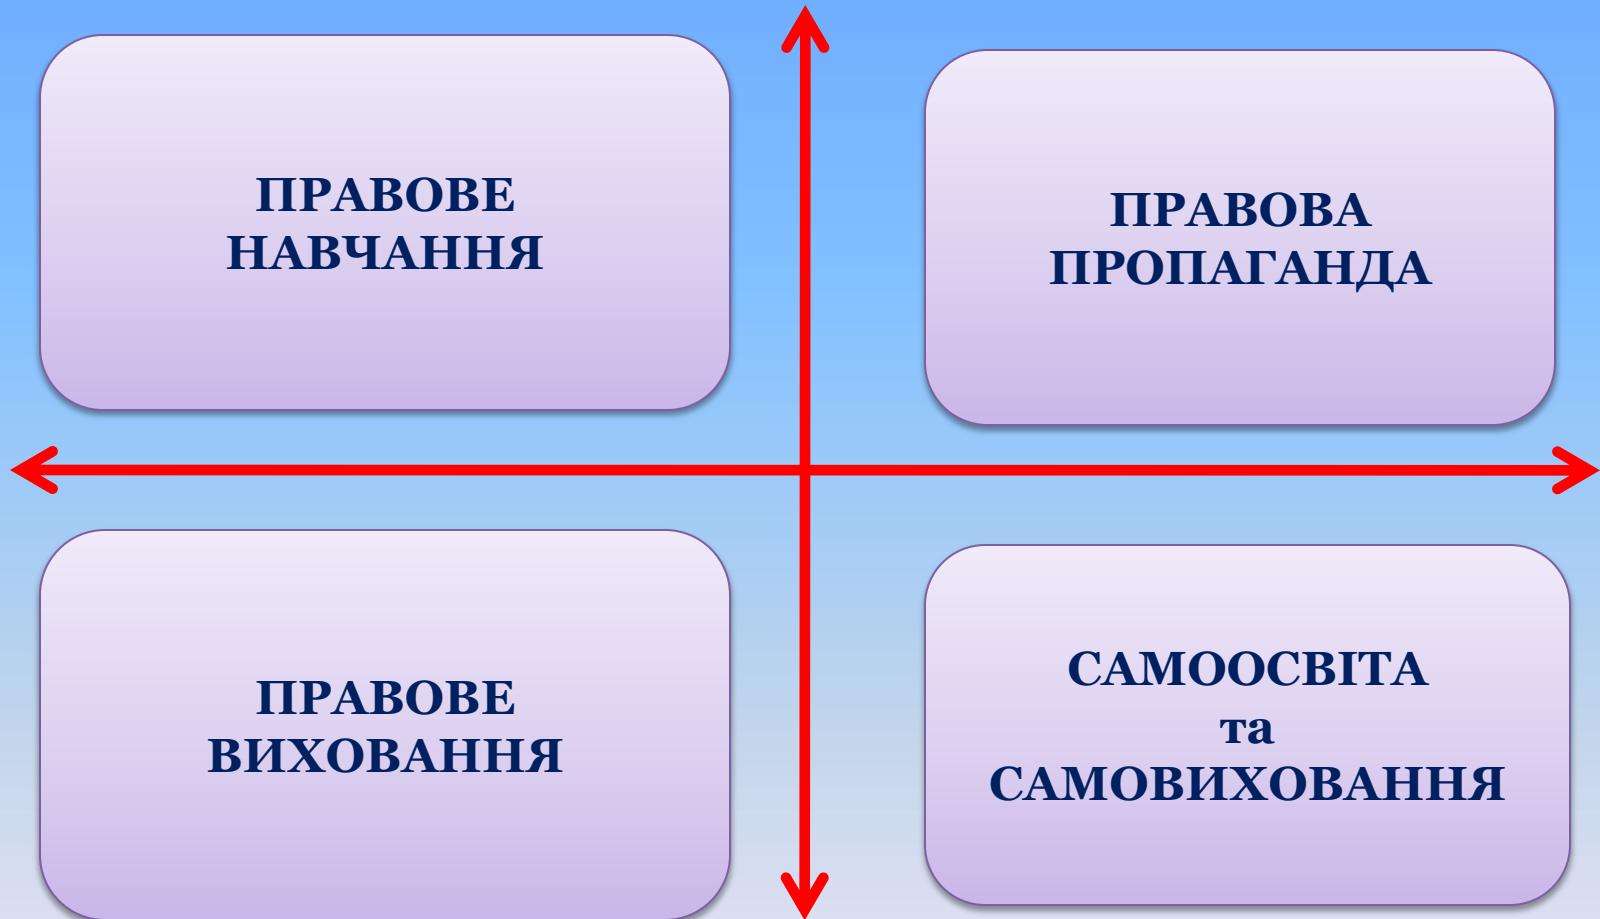 ПРАВОВЕ
НАВЧАННЯ
ПРАВОВА
ПРОПАГАНДА
ПРАВОВЕ
ВИХОВАННЯ
САМООСВІТА
та
САМОВИХОВАННЯ